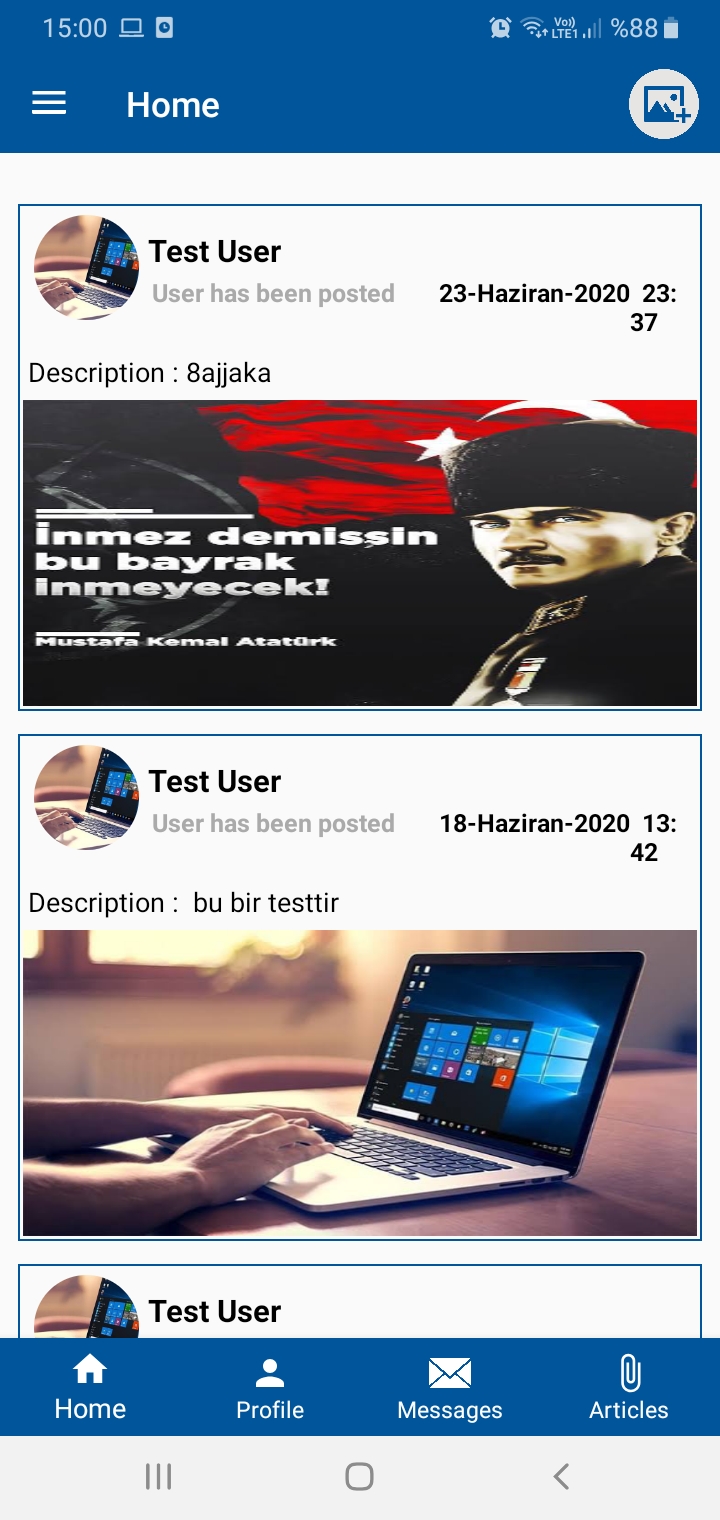 15:00 Vo)) LTE1 %88
Home
Test User
User has been posted 23-Haziran-2020 23:
37
Description : 8ajjaka
İnmez demişsin
bu bayrak
inmeyecek!
Mustafa Kemal Atatürk
Test User
User has been posted 18-Haziran-2020 13:
42
Description : bu bir testtir
Test User
Home Profile Messages Articles